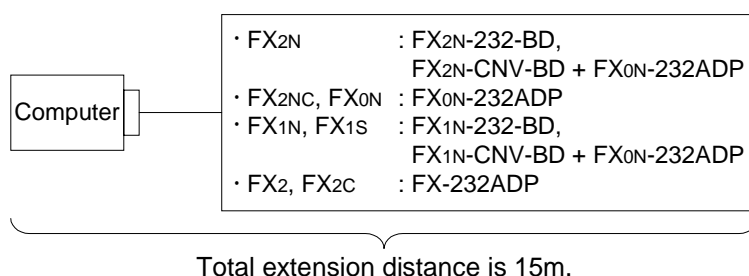 Computer
・FX2N : FX2N-232-BD,
FX2N-CNV-BD + FX0N-232ADP
・FX2NC, FX0N : FX0N-232ADP
・FX1N, FX1S : FX1N-232-BD,
FX1N-CNV-BD + FX0N-232ADP
・FX2, FX2C : FX-232ADP
Total extension distance is 15m.